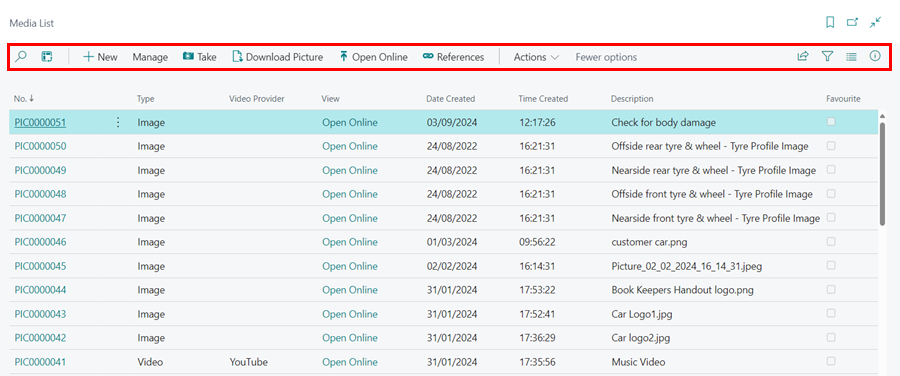 Media List
New Manage Take Download Picture Open Online References Actions Fewer options
No. ↓ Type Video Provider View Date Created Time Created Description Favourite
PIC0000051 Image Open Online 03/09/2024 12:17:26 Check for body damage
PIC0000050 Image Open Online 24/08/2022 16:21:31 Offside rear tyre & wheel - Tyre Profile Image
PIC0000049 Image Open Online 24/08/2022 16:21:31 Nearside rear tyre & wheel - Tyre Profile Image
PIC0000048 Image Open Online 24/08/2022 16:21:31 Offside front tyre & wheel - Tyre Profile Image
PIC0000047 Image Open Online 24/08/2022 16:21:31 Nearside front tyre & wheel - Tyre Profile Image
PIC0000046 Image Open Online 01/03/2024 09:56:22 customer car.png
PIC0000045 Image Open Online 02/02/2024 16:14:31 Picture_02_02_2024_16_14_31.jpeg
PIC0000044 Image Open Online 31/01/2024 17:53:22 Book Keepers Handout logo.png
PIC0000043 Image Open Online 31/01/2024 17:52:41 Car Logo1.jpg
PIC0000042 Image Open Online 31/01/2024 17:36:29 Car logo2.jpg
PIC0000041 Video YouTube Open Online 31/01/2024 17:35:56 Music Video